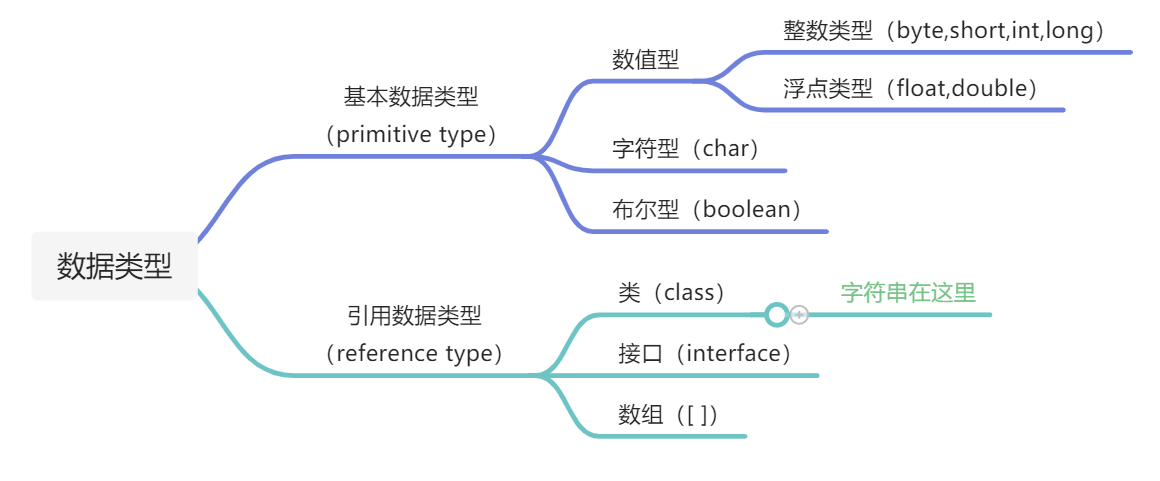 数据类型
基本数据类型
（primitive type）
数值型
整数类型（byte,short,int,long）
浮点类型（float,double）
字符型（char）
布尔型（boolean）
引用数据类型
（reference type）
类（class）
字符串在这里
接口（interface）
数组（[ ]）